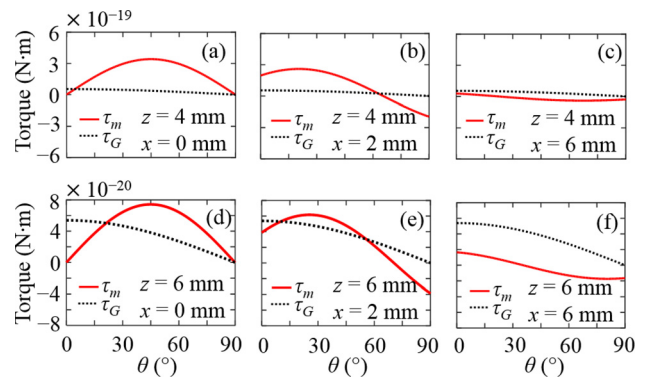 × 10⁻¹⁹
Torque (N·m)
6
3
0
−3
−6
(a)
τm z = 4 mm
τG x = 0 mm
(b)
τm z = 4 mm
τG x = 2 mm
(c)
τm z = 4 mm
τG x = 6 mm
× 10⁻²⁰
Torque (N·m)
8
4
0
−4
−8
(d)
τm z = 6 mm
τG x = 0 mm
0 30 60 90
θ (°)
(e)
τm z = 6 mm
τG x = 2 mm
0 30 60 90
θ (°)
(f)
τm z = 6 mm
τG x = 6 mm
0 30 60 90
θ (°)